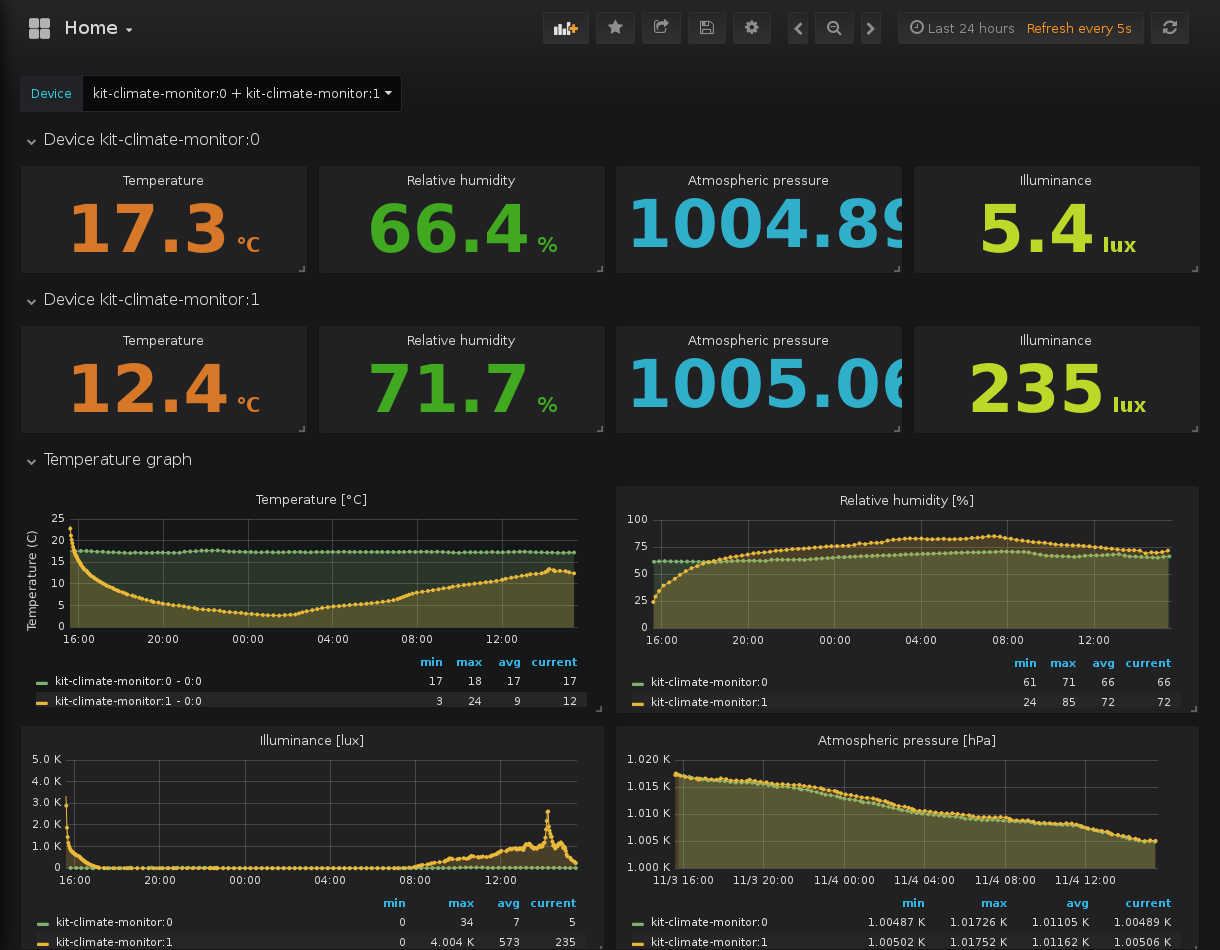 Home
Last 24 hours Refresh every 5s
Device kit-climate-monitor:0 + kit-climate-monitor:1
Device kit-climate-monitor:0
Temperature Relative humidity Atmospheric pressure Illuminance
17.3 °C 66.4 % 1004.89 5.4 lux
Device kit-climate-monitor:1
Temperature Relative humidity Atmospheric pressure Illuminance
12.4 °C 71.7 % 1005.06 235 lux
Temperature graph
Temperature [°C]
Temperature (C)
25
20
15
10
5
0
16:00 20:00 00:00 04:00 08:00 12:00
min max avg current
kit-climate-monitor:0 - 0:0 17 18 17 17
kit-climate-monitor:1 - 0:0 3 24 9 12
Relative humidity [%]
100
75
50
25
0
16:00 20:00 00:00 04:00 08:00 12:00
min max avg current
kit-climate-monitor:0 61 71 66 66
kit-climate-monitor:1 24 85 72 72
Illuminance [lux]
5.0 K
4.0 K
3.0 K
2.0 K
1.0 K
0
16:00 20:00 00:00 04:00 08:00 12:00
min max avg current
kit-climate-monitor:0 0 34 7 5
kit-climate-monitor:1 0 4.004 K 573 235
Atmospheric pressure [hPa]
1.020 K
1.015 K
1.010 K
1.005 K
1.000 K
11/3 16:00 11/3 20:00 11/4 00:00 11/4 04:00 11/4 08:00 11/4 12:00
min max avg current
kit-climate-monitor:0 1.00487 K 1.01726 K 1.01105 K 1.00489 K
kit-climate-monitor:1 1.00502 K 1.01752 K 1.01162 K 1.00506 K